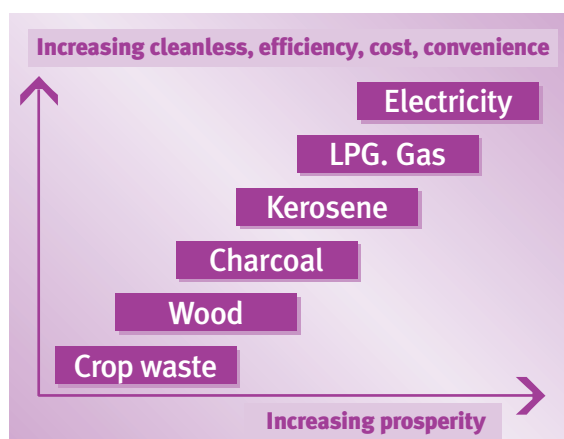 Increasing cleanless, efficiency, cost, convenience
Electricity
LPG. Gas
Kerosene
Charcoal
Wood
Crop waste
Increasing prosperity